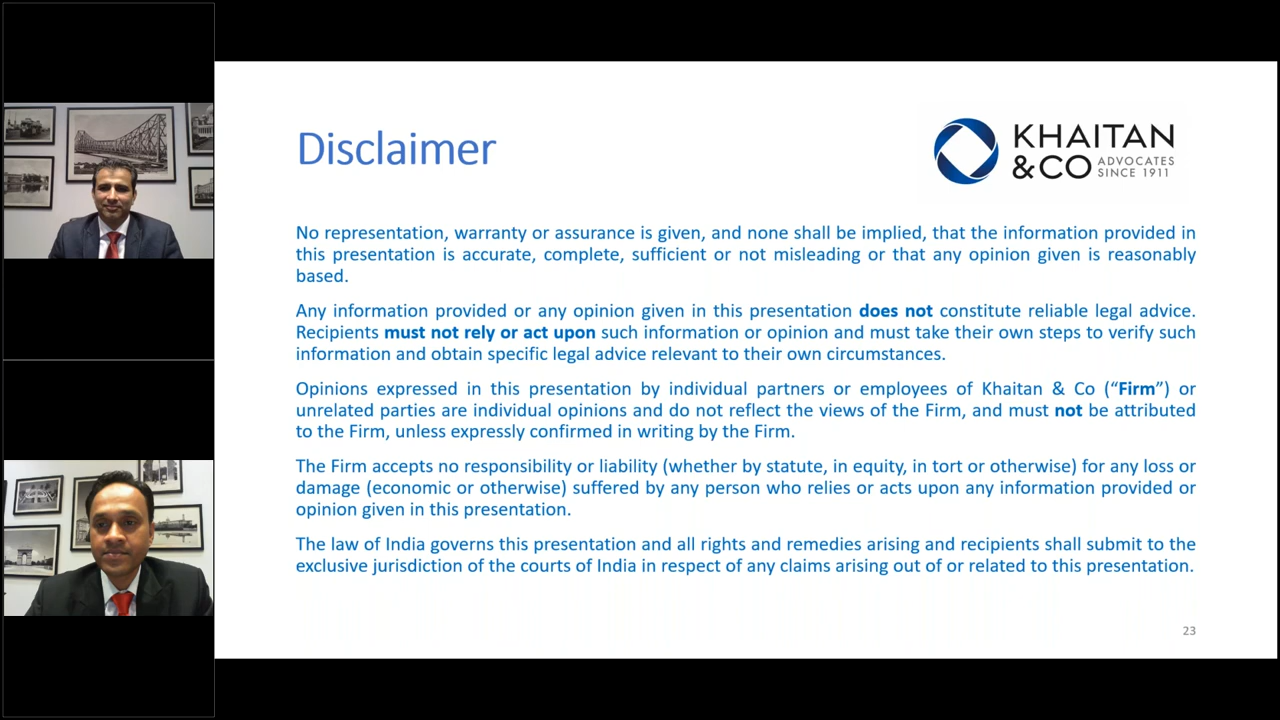 Disclaimer
KHAITAN
&CO ADVOCATES
SINCE 1911
No representation, warranty or assurance is given, and none shall be implied, that the information provided in
this presentation is accurate, complete, sufficient or not misleading or that any opinion given is reasonably
based.
Any information provided or any opinion given in this presentation does not constitute reliable legal advice.
Recipients must not rely or act upon such information or opinion and must take their own steps to verify such
information and obtain specific legal advice relevant to their own circumstances.
Opinions expressed in this presentation by individual partners or employees of Khaitan & Co (“Firm”) or
unrelated parties are individual opinions and do not reflect the views of the Firm, and must not be attributed
to the Firm, unless expressly confirmed in writing by the Firm.
The Firm accepts no responsibility or liability (whether by statute, in equity, in tort or otherwise) for any loss or
damage (economic or otherwise) suffered by any person who relies or acts upon any information provided or
opinion given in this presentation.
The law of India governs this presentation and all rights and remedies arising and recipients shall submit to the
exclusive jurisdiction of the courts of India in respect of any claims arising out of or related to this presentation.
23